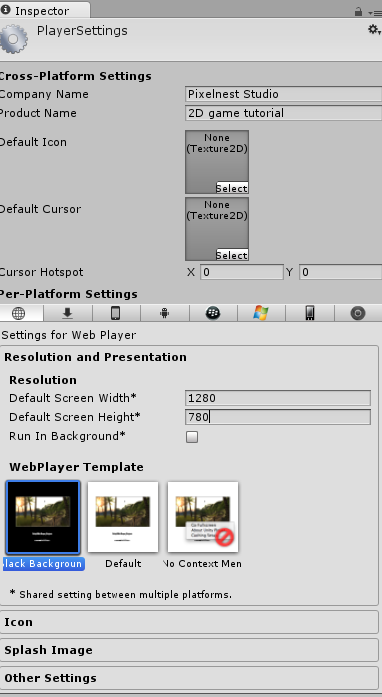 Inspector
PlayerSettings
Cross-Platform Settings
Company Name Pixelnest Studio
Product Name 2D game tutorial
Default Icon
None
(Texture2D)
Select
Default Cursor
None
(Texture2D)
Select
Cursor Hotspot X 0 Y 0
Per-Platform Settings
Settings for Web Player
Resolution and Presentation
Resolution
Default Screen Width* 1280
Default Screen Height* 780
Run In Background*
WebPlayer Template
Go Fullscreen
lack Backgroun Default No Context Men
* Shared setting between multiple platforms.
Icon
Splash Image
Other Settings